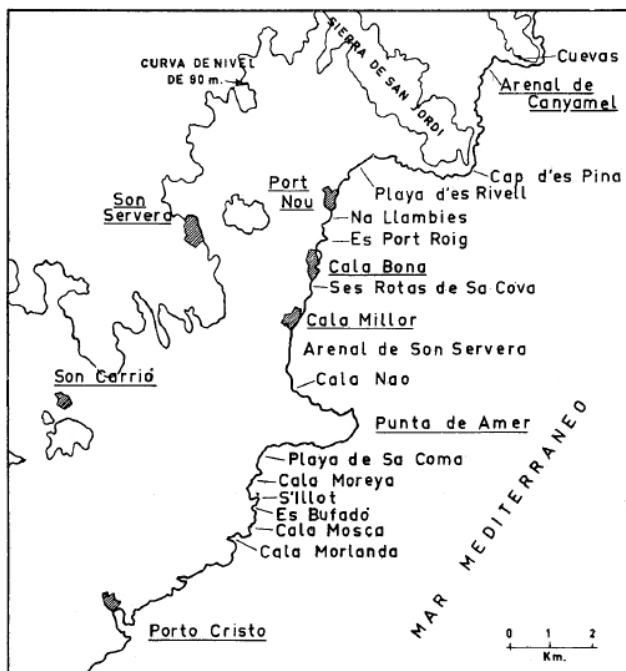 SIERRA DE SAN JORDI
CURVA DE NIVEL
DE 90 m.
Cuevas
Arenal de
Canyamel
Cap d'es Pina
Playa d'es Rivell
Port
Nou
Na Llambies
Es Port Roig
Son
Servera
Cala Bona
Ses Rotas de Sa Cova
Cala Millor
Arenal de Son Servera
Cala Nao
Son Carrió
Punta de Amer
Playa de Sa Coma
Cala Moreya
S'Illot
Es Bufadó
Cala Mosca
Cala Morlanda
Porto Cristo
MAR MEDITERRANEO
0 1 2
Km.